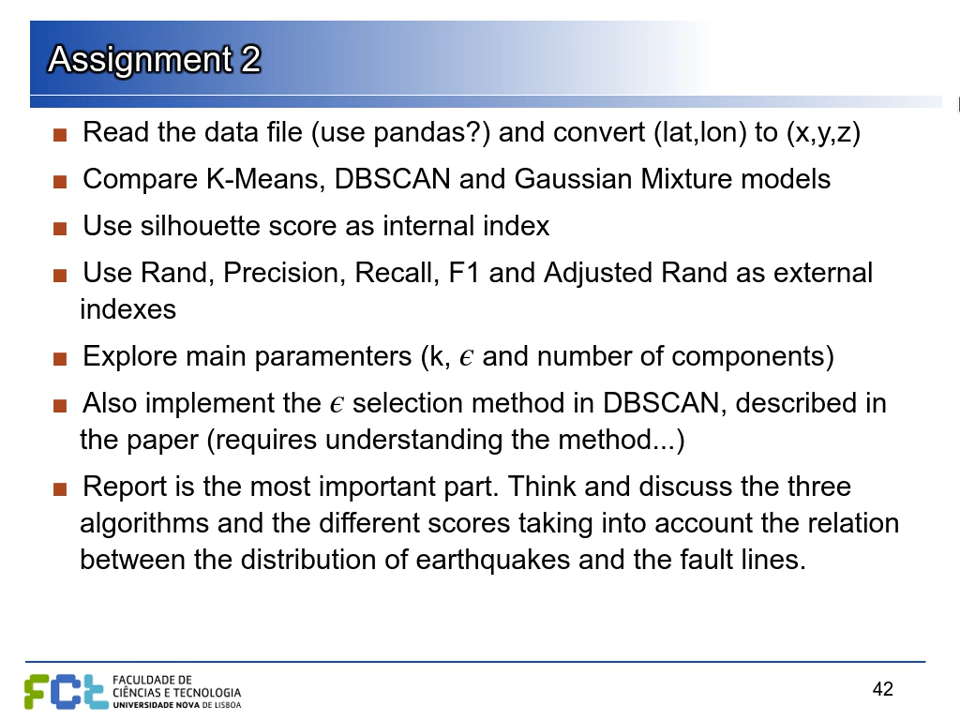 Assignment 2
■ Read the data file (use pandas?) and convert (lat,lon) to (x,y,z)
■ Compare K-Means, DBSCAN and Gaussian Mixture models
■ Use silhouette score as internal index
■ Use Rand, Precision, Recall, F1 and Adjusted Rand as external
indexes
■ Explore main paramenters (k, ϵ and number of components)
■ Also implement the ϵ selection method in DBSCAN, described in
the paper (requires understanding the method...)
■ Report is the most important part. Think and discuss the three
algorithms and the different scores taking into account the relation
between the distribution of earthquakes and the fault lines.
FCt
FACULDADE DE
CIÊNCIAS E TECNOLOGIA
UNIVERSIDADE NOVA DE LISBOA
42